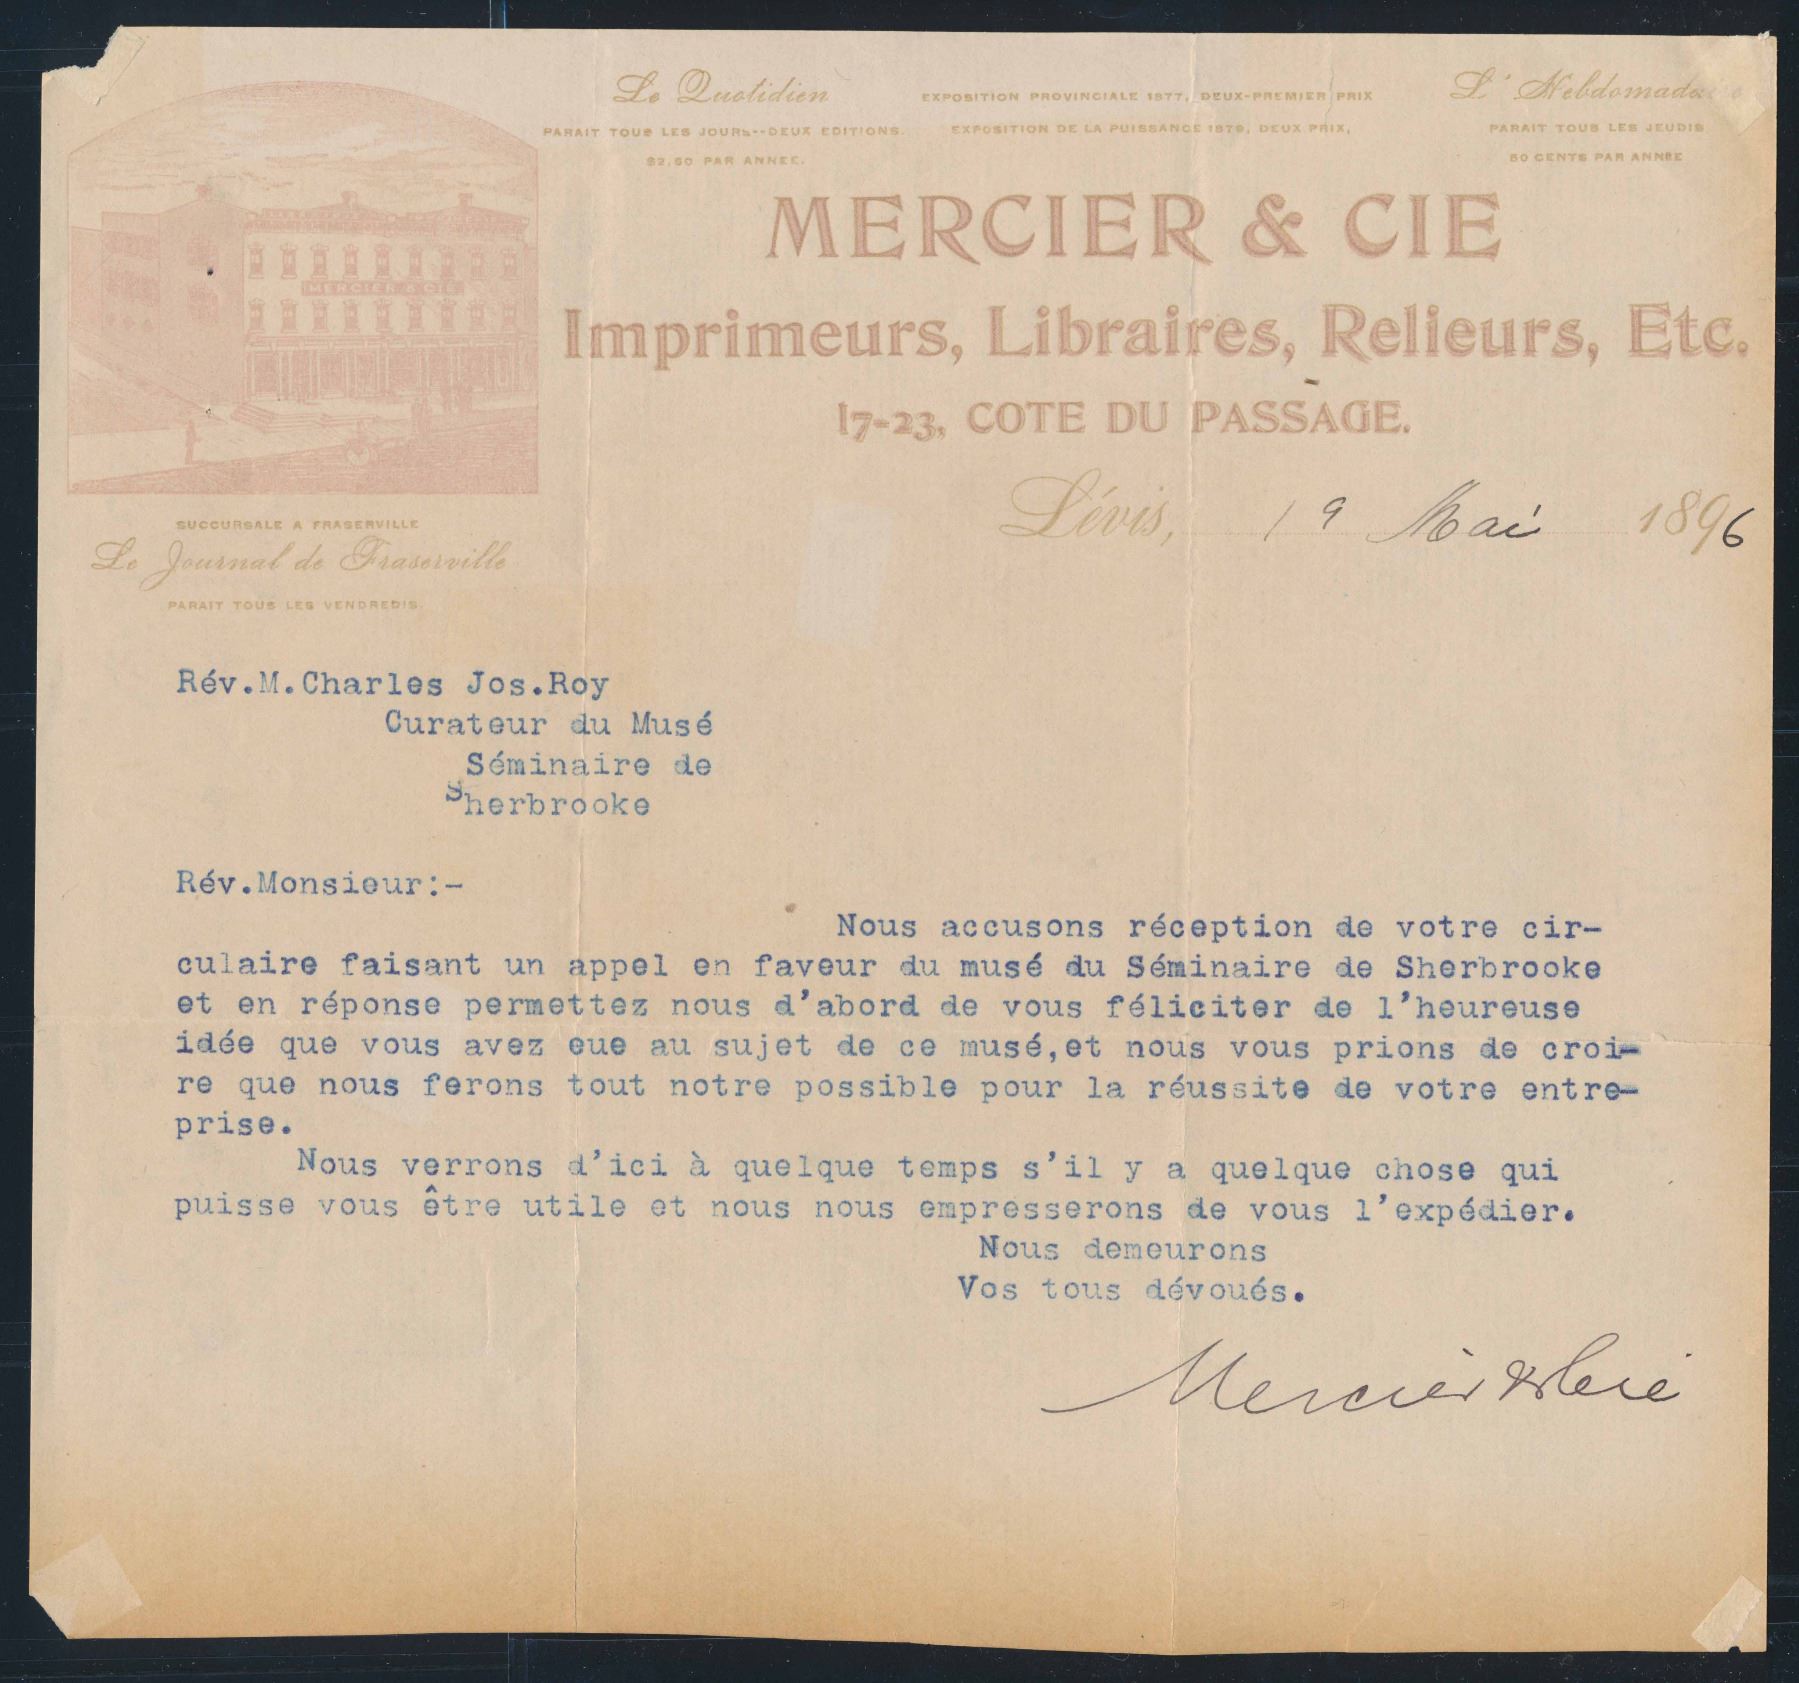 Le Quotidien
PARAIT TOUS LES JOURS--DEUX EDITIONS.
$2,60 PAR ANNEE.
EXPOSITION PROVINCIALE 1877, DEUX-PREMIER PRIX
EXPOSITION DE LA PUISSANCE 1879, DEUX PRIX,
L'Hebdomadaire
PARAIT TOUS LES JEUDIS
50 CENTS PAR ANNEE
MERCIER & CIE
Imprimeurs, Libraires, Relieurs, Etc.
17-23, COTE DU PASSAGE.
MERCIER & CIE
Lévis, 19 Mai 1896
SUCCURSALE A FRASERVILLE
Le Journal de Fraserville
PARAIT TOUS LES VENDREDIS.
Rév.M.Charles Jos.Roy
Curateur du Musé
Séminaire de
Sherbrooke
Rév.Monsieur:-
Nous accusons réception de votre cir-
culaire faisant un appel en faveur du musé du Séminaire de Sherbrooke
et en réponse permettez nous d'abord de vous féliciter de l'heureuse
idée que vous avez eue au sujet de ce musé,et nous vous prions de croi-
re que nous ferons tout notre possible pour la réussite de votre entre-
prise.
Nous verrons d'ici à quelque temps s'il y a quelque chose qui
puisse vous être utile et nous nous empresserons de vous l'expédier.
Nous demeurons
Vos tous dévoués.
Mercier & Cie